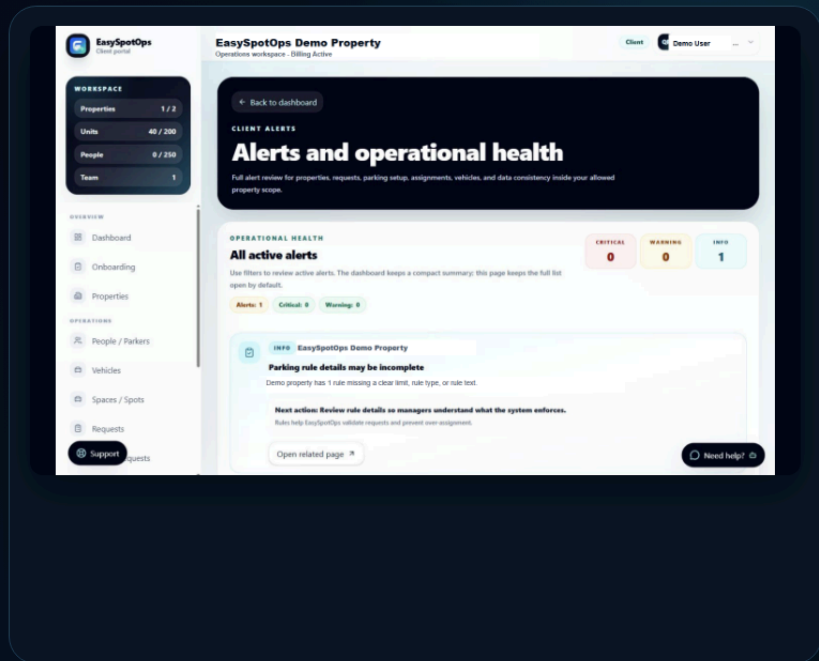 EasySpotOps
Client portal
EasySpotOps Demo Property
Operations workspace - Billing Active
Client
Demo User
WORKSPACE
Properties 1 / 2
Units 40 / 200
People 0 / 250
Team 1
OVERVIEW
Dashboard
Onboarding
Properties
OPERATIONS
People / Parkers
Vehicles
Spaces / Spots
Requests
quests
Support
← Back to dashboard
CLIENT ALERTS
Alerts and operational health
Full alert review for properties, requests, parking setup, assignments, vehicles, and data consistency inside your allowed
property scope.
OPERATIONAL HEALTH
All active alerts
Use filters to review active alerts. The dashboard keeps a compact summary; this page keeps the full list
open by default.
CRITICAL
0
WARNING
0
INFO
1
Alerts: 1 Critical: 0 Warning: 0
INFO EasySpotOps Demo Property
Parking rule details may be incomplete
Demo property has 1 rule missing a clear limit, rule type, or rule text.
Next action: Review rule details so managers understand what the system enforces.
Rules help EasySpotOps validate requests and prevent over-assignment.
Open related page ↗
Need help?